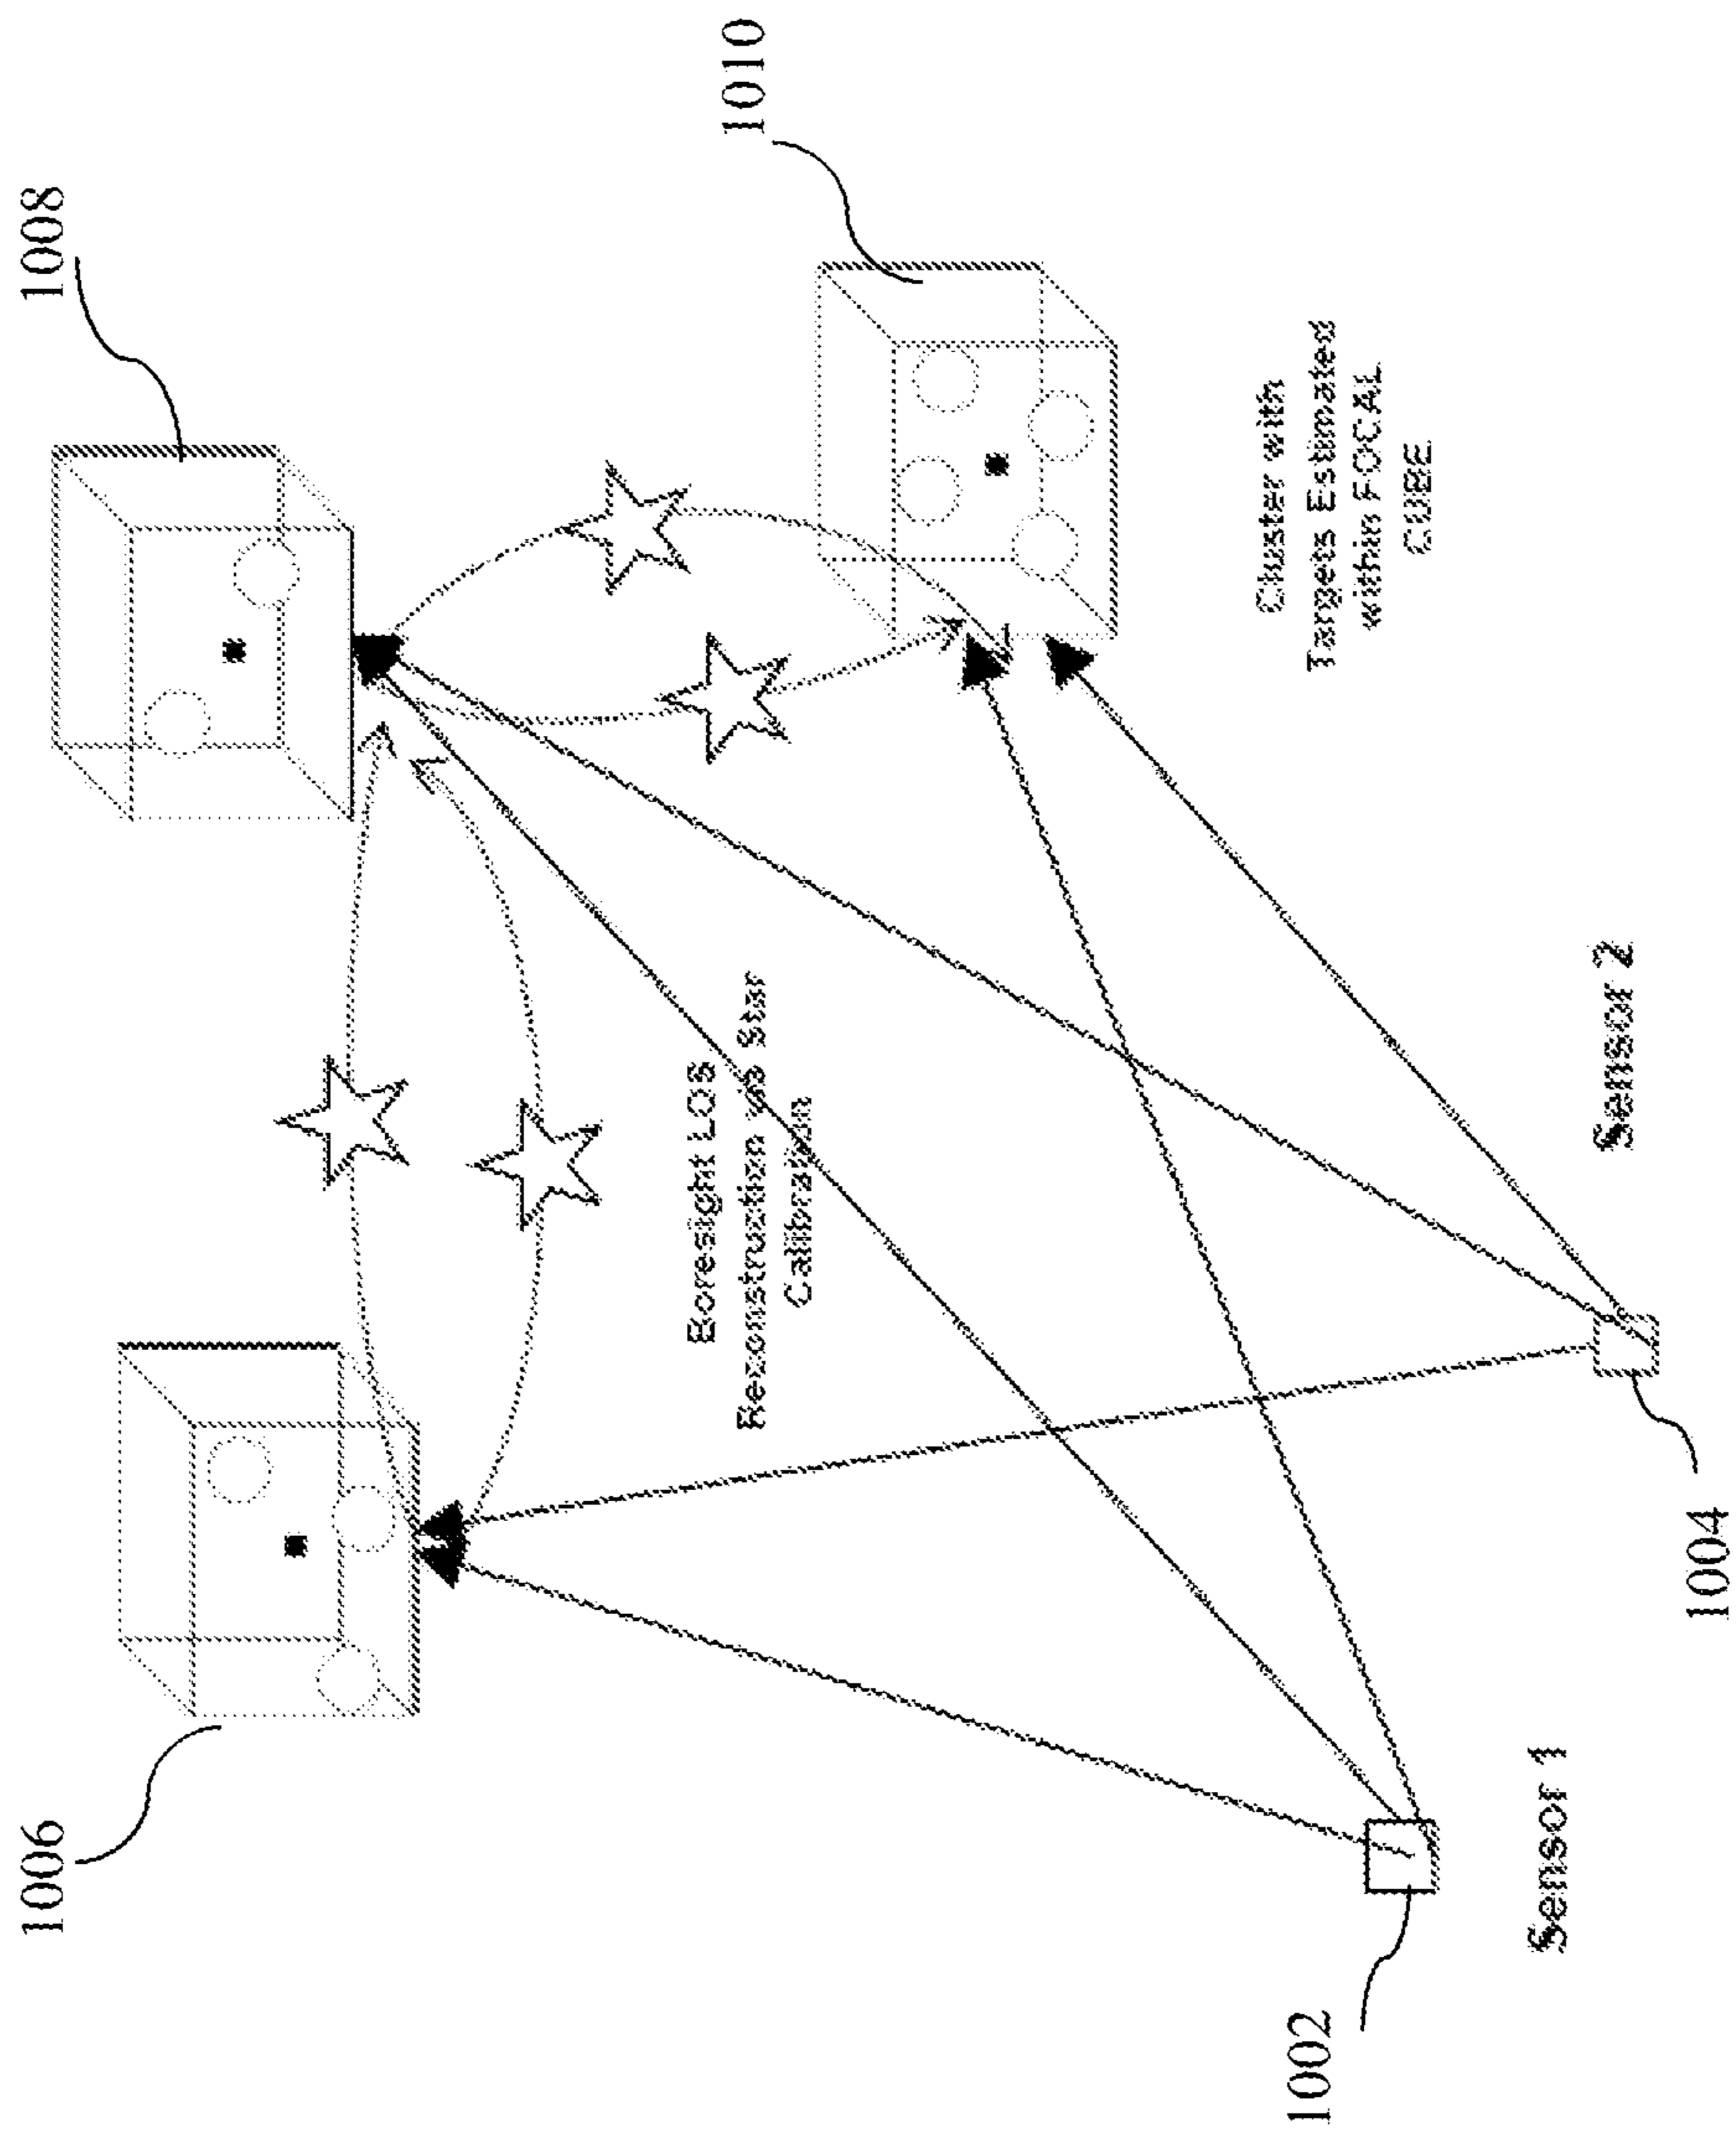 1006
1008
1010
Boresight LOS
Reconstruction vis Star
Calibration
Cluster with
Targets Estimated
within FOCAL
CUBE
1002
Sensor 1
1004
Sensor 2